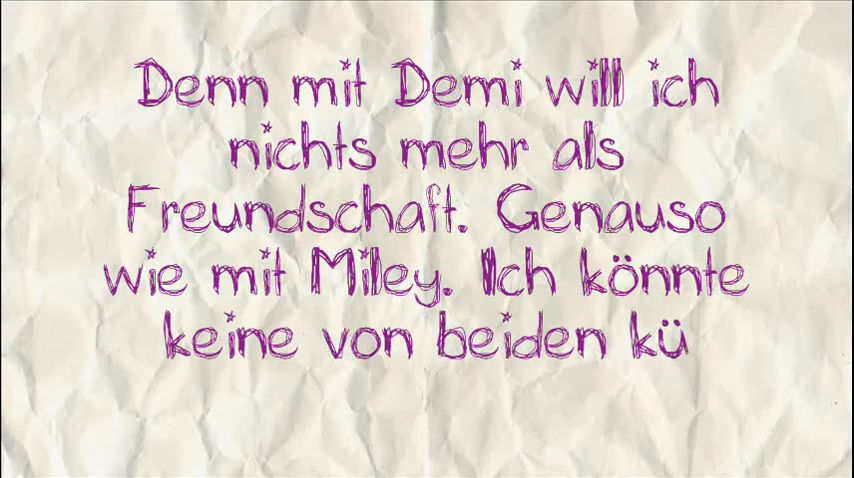 Denn mit Demi will ich
nichts mehr als
Freundschaft. Genauso
wie mit Miley. Ich könnte
keine von beiden kü